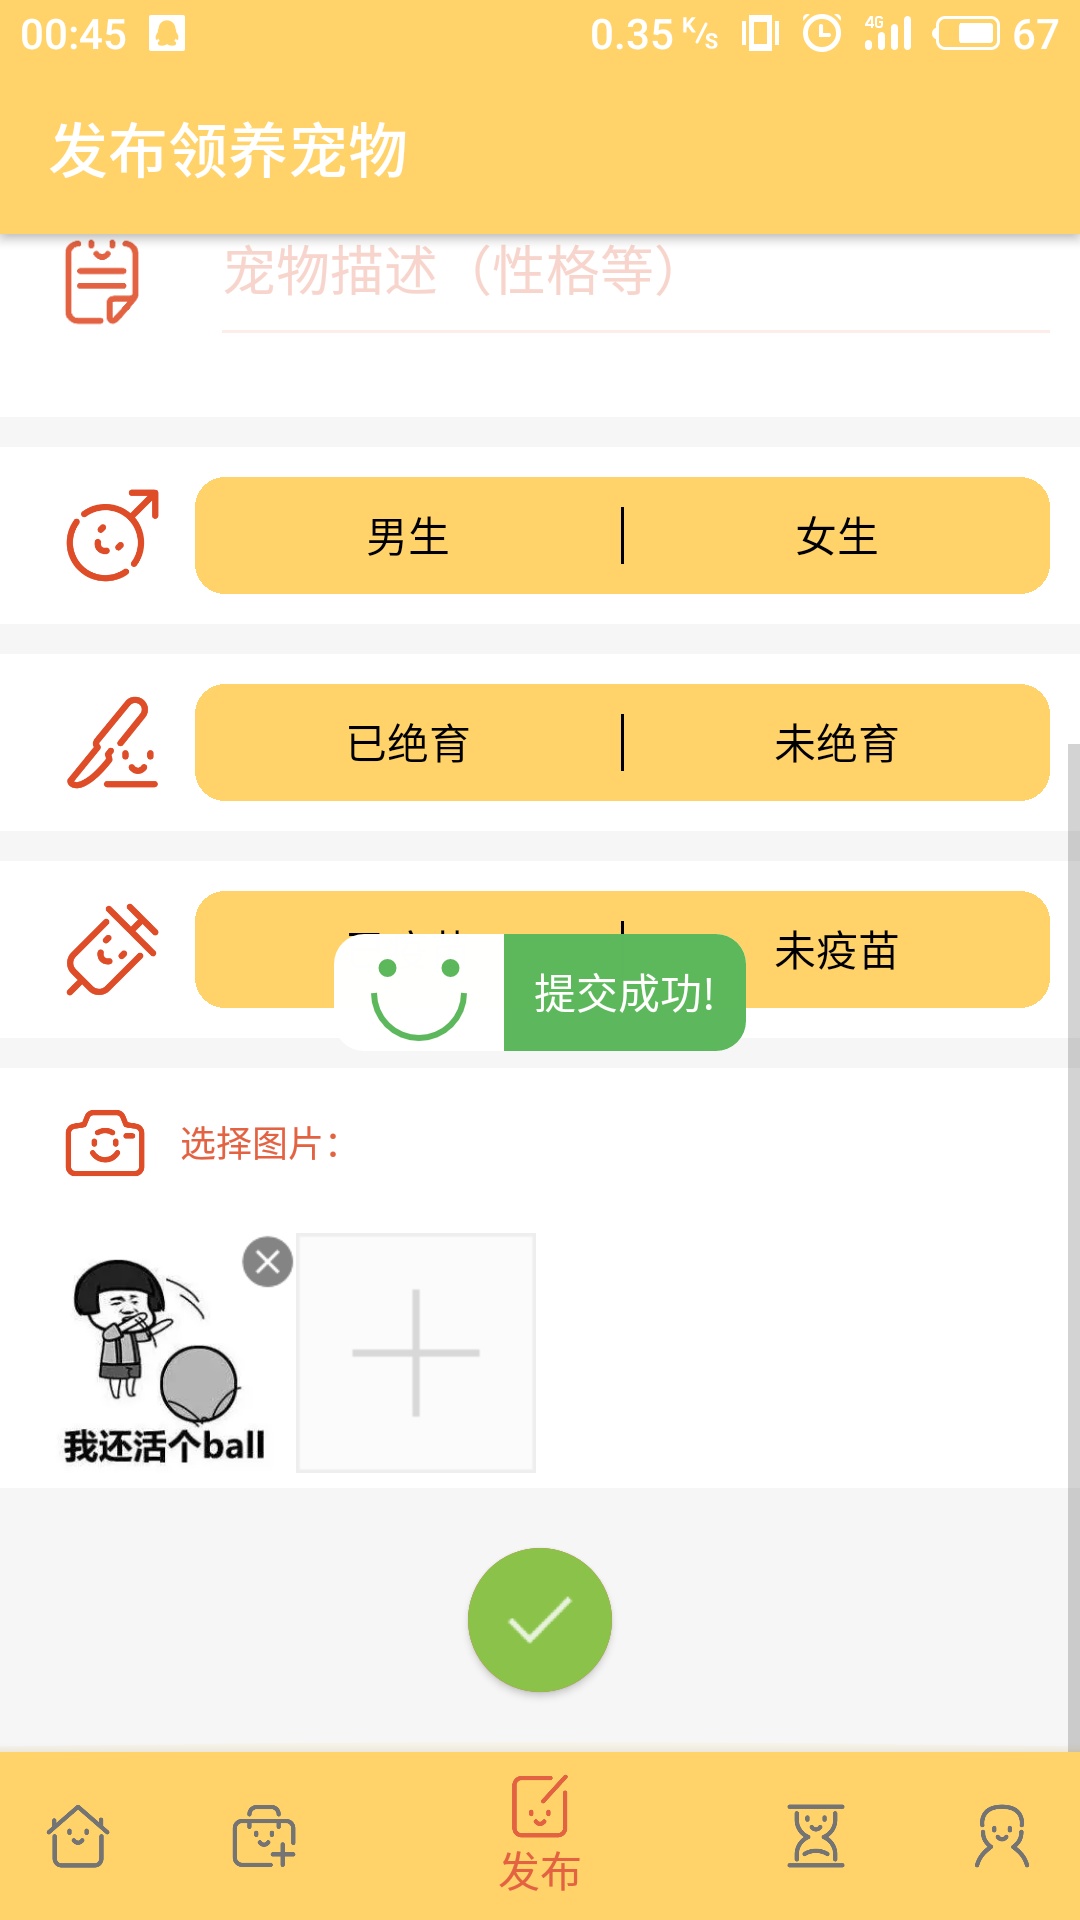 00:45 0.35 K/s 4G 67
发布领养宠物
宠物描述（性格等）
男生 女生
已绝育 未绝育
未疫苗
提交成功!
选择图片：
我还活个ball
发布